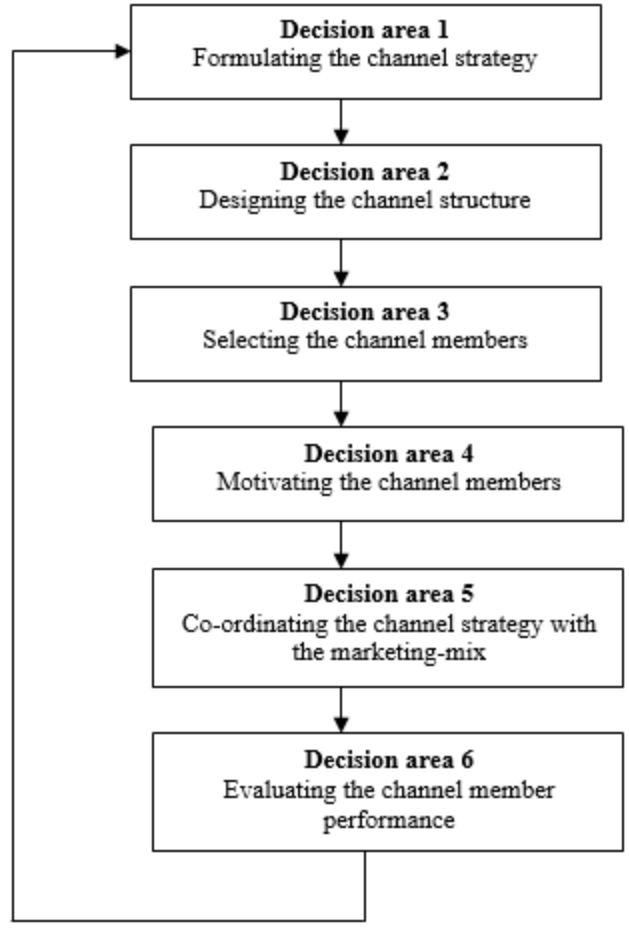 Decision area 1
Formulating the channel strategy
Decision area 2
Designing the channel structure
Decision area 3
Selecting the channel members
Decision area 4
Motivating the channel members
Decision area 5
Co-ordinating the channel strategy with
the marketing-mix
Decision area 6
Evaluating the channel member
performance